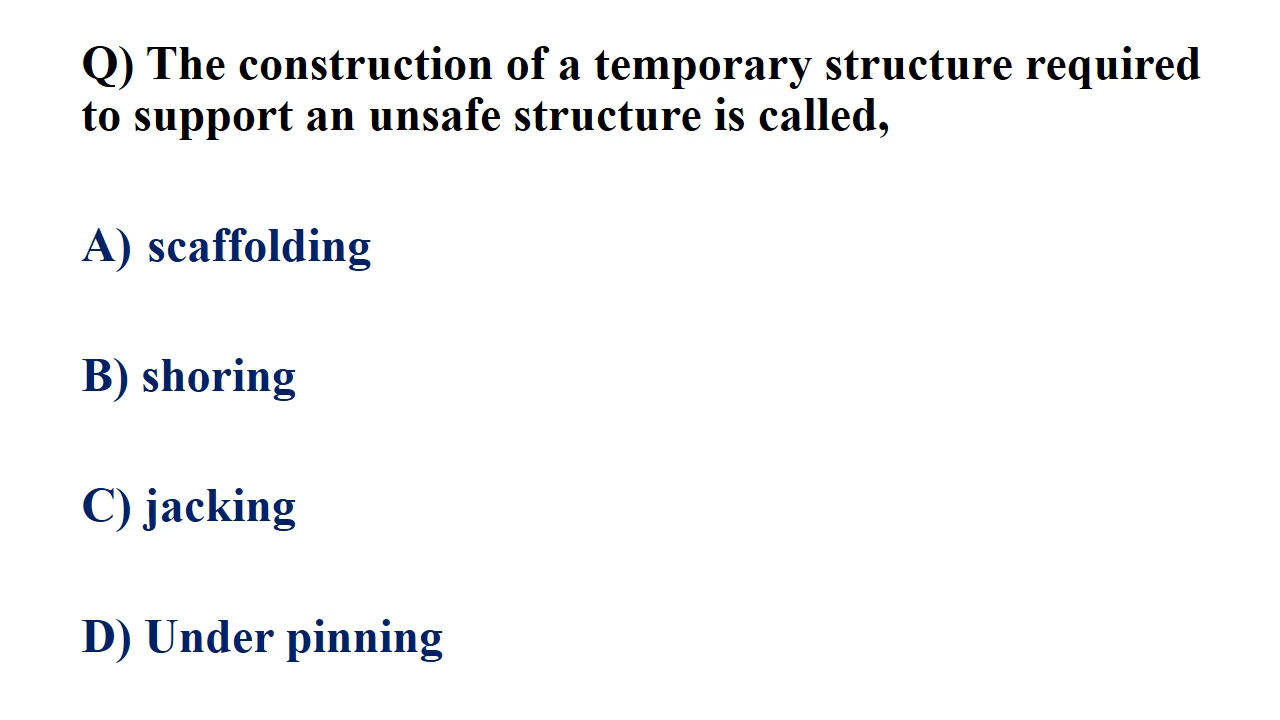 Q) The construction of a temporary structure required
to support an unsafe structure is called,
A) scaffolding
B) shoring
C) jacking
D) Under pinning